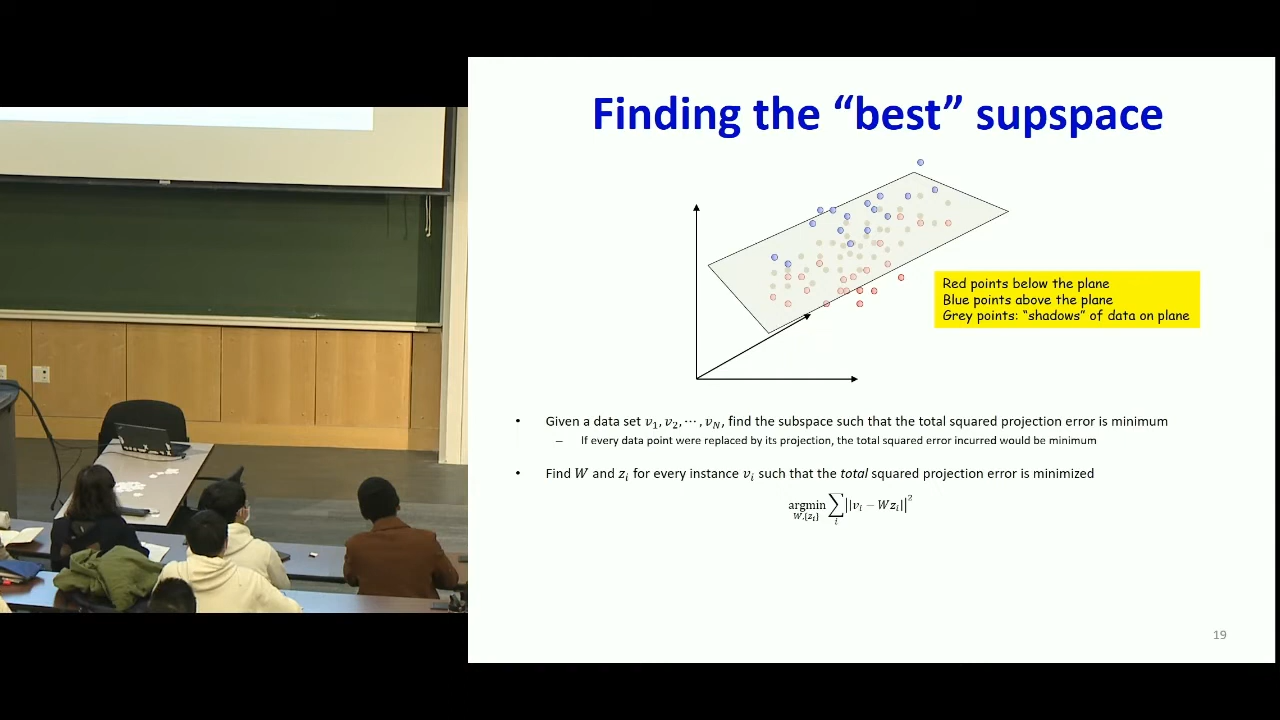 Finding the “best” supspace
Red points below the plane
Blue points above the plane
Grey points: “shadows” of data on plane
• Given a data set v₁, v₂, ⋯ , v_N, find the subspace such that the total squared projection error is minimum
– If every data point were replaced by its projection, the total squared error incurred would be minimum
• Find W and zᵢ for every instance vᵢ such that the total squared projection error is minimized
argmin ∑ ||vᵢ − Wzᵢ||²
W,{zᵢ} i
19